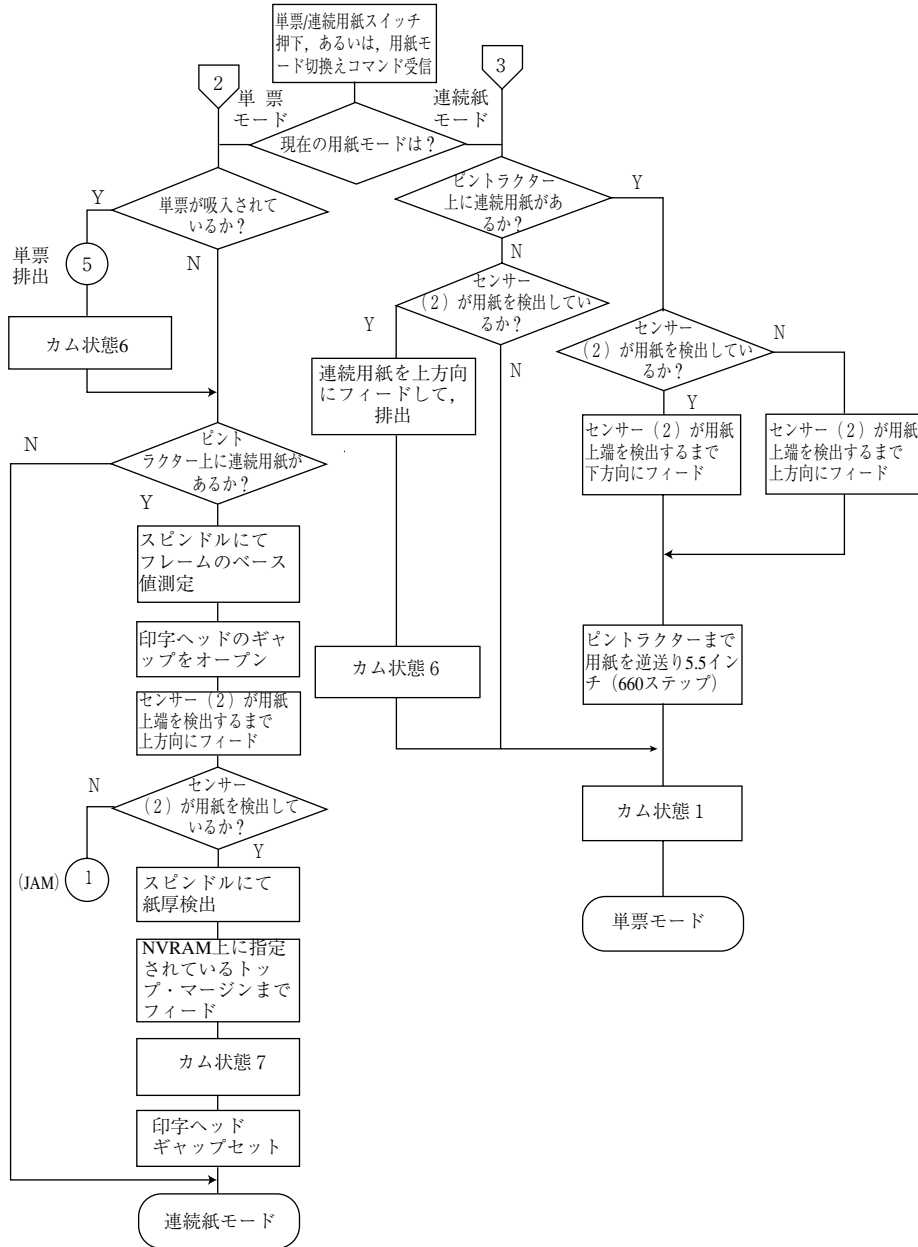 単票/連続用紙スイッチ
押下，あるいは，用紙モー
ド切換えコマンド受信
2
3
単 票
モード
連続紙
モード
現在の用紙モードは？
単票が吸入されて
いるか？
Y
N
単票
排出
5
カム状態6
ピントラクター
上に連続用紙があ
るか？
Y
N
センサー
（2）が用紙を検出してい
るか？
Y
N
連続用紙を上方向
にフィードして，
排出
カム状態６
センサー
（2）が用紙を検出してい
るか？
N
Y
センサー（2）が用紙
上端を検出するまで
下方向にフィード
センサー（2）が用紙
上端を検出するまで
上方向にフィード
ピントラクターまで
用紙を逆送り5.5イン
チ（660ステップ）
カム状態１
単票モード
ピント
ラクター上に連続用紙が
あるか？
N
Y
スピンドルにて
フレームのベース
値測定
印字ヘッドのギャ
ップをオープン
センサー（2）が用紙
上端を検出するまで
上方向にフィード
センサー
（2）が用紙を検出して
いるか？
N
Y
(JAM)
1
スピンドルにて
紙厚検出
NVRAM上に指定
されているトッ
プ・マージンまで
フィード
カム状態７
印字ヘッド
ギャップセット
連続紙モード